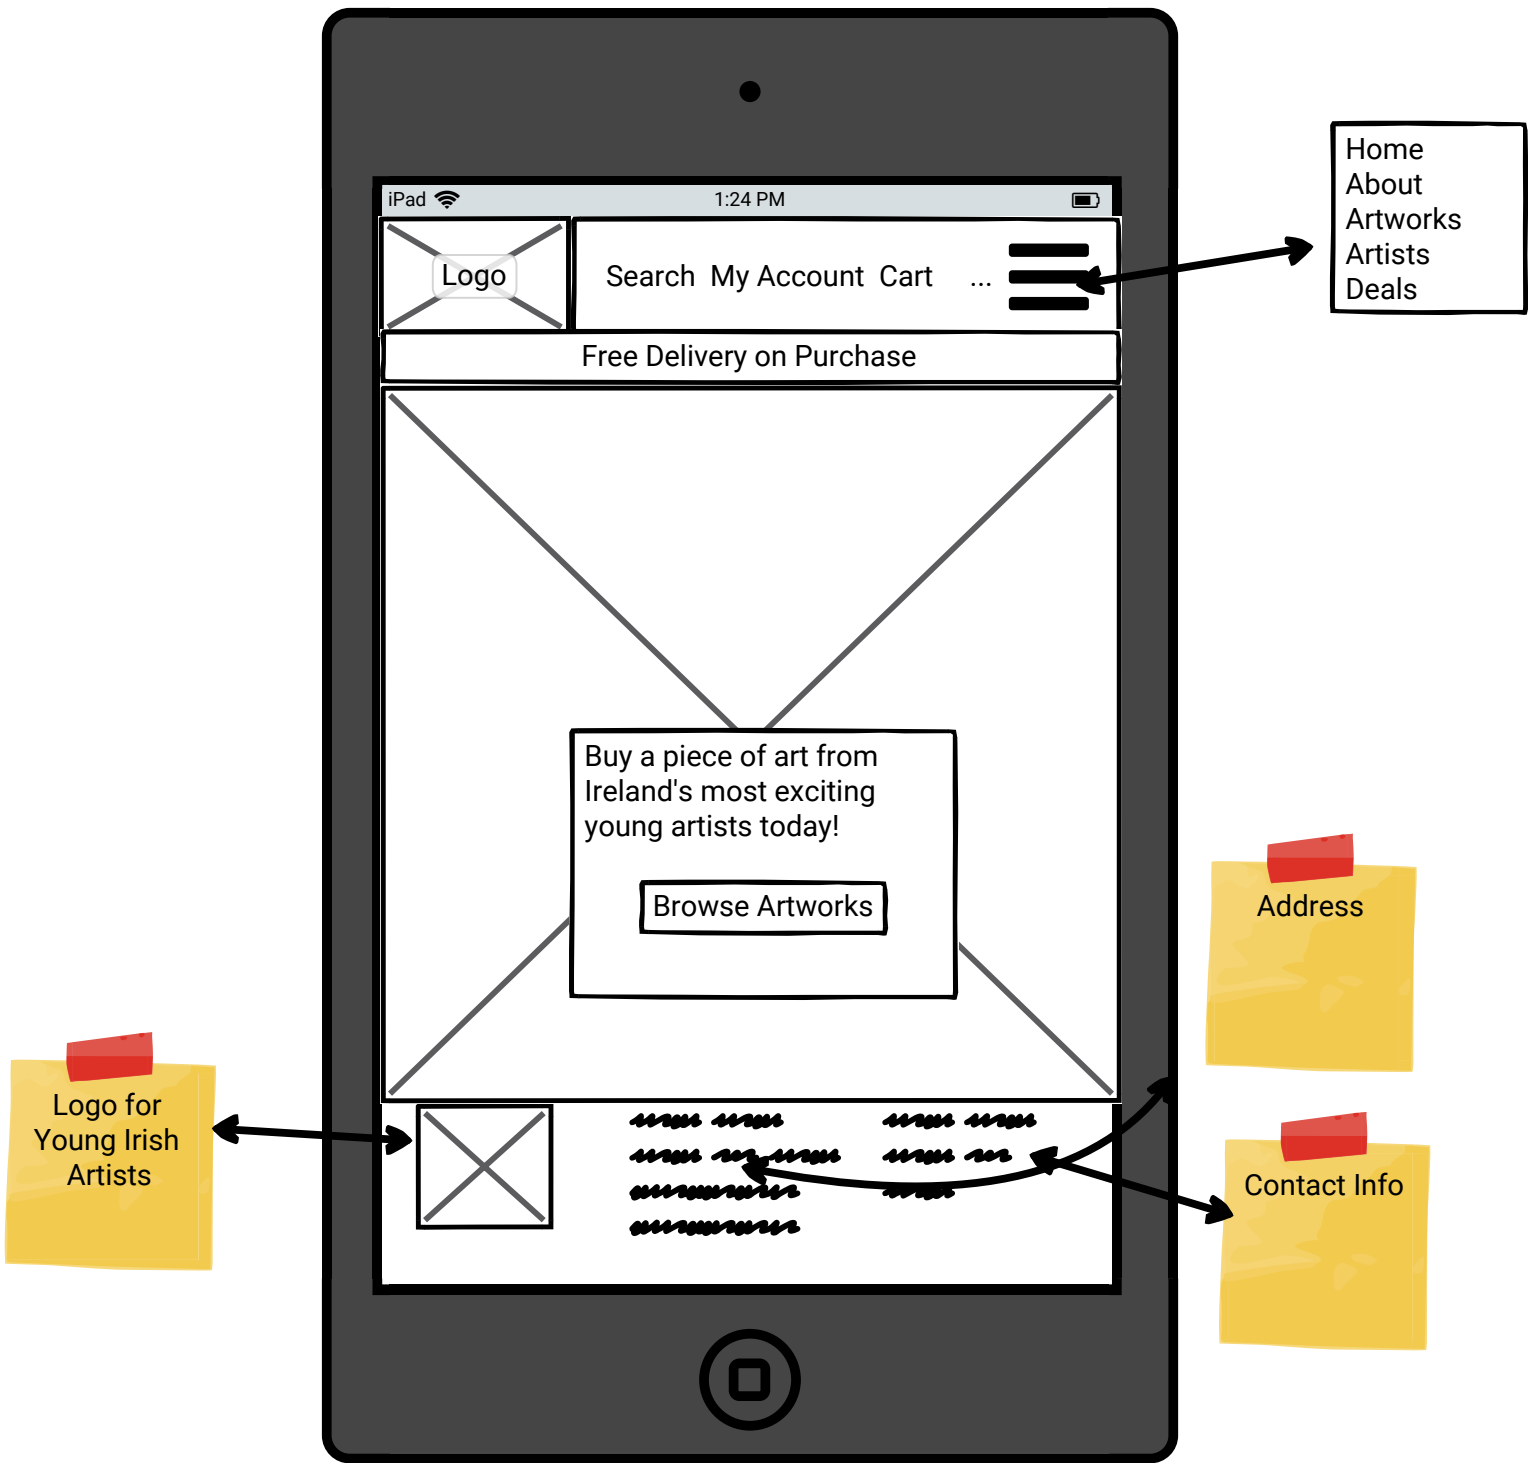 iPad 1:24 PM
Logo
Search My Account Cart ...
Home
About
Artworks
Artists
Deals
Free Delivery on Purchase
Buy a piece of art from
Ireland's most exciting
young artists today!
Browse Artworks
Address
Logo for
Young Irish
Artists
Contact Info